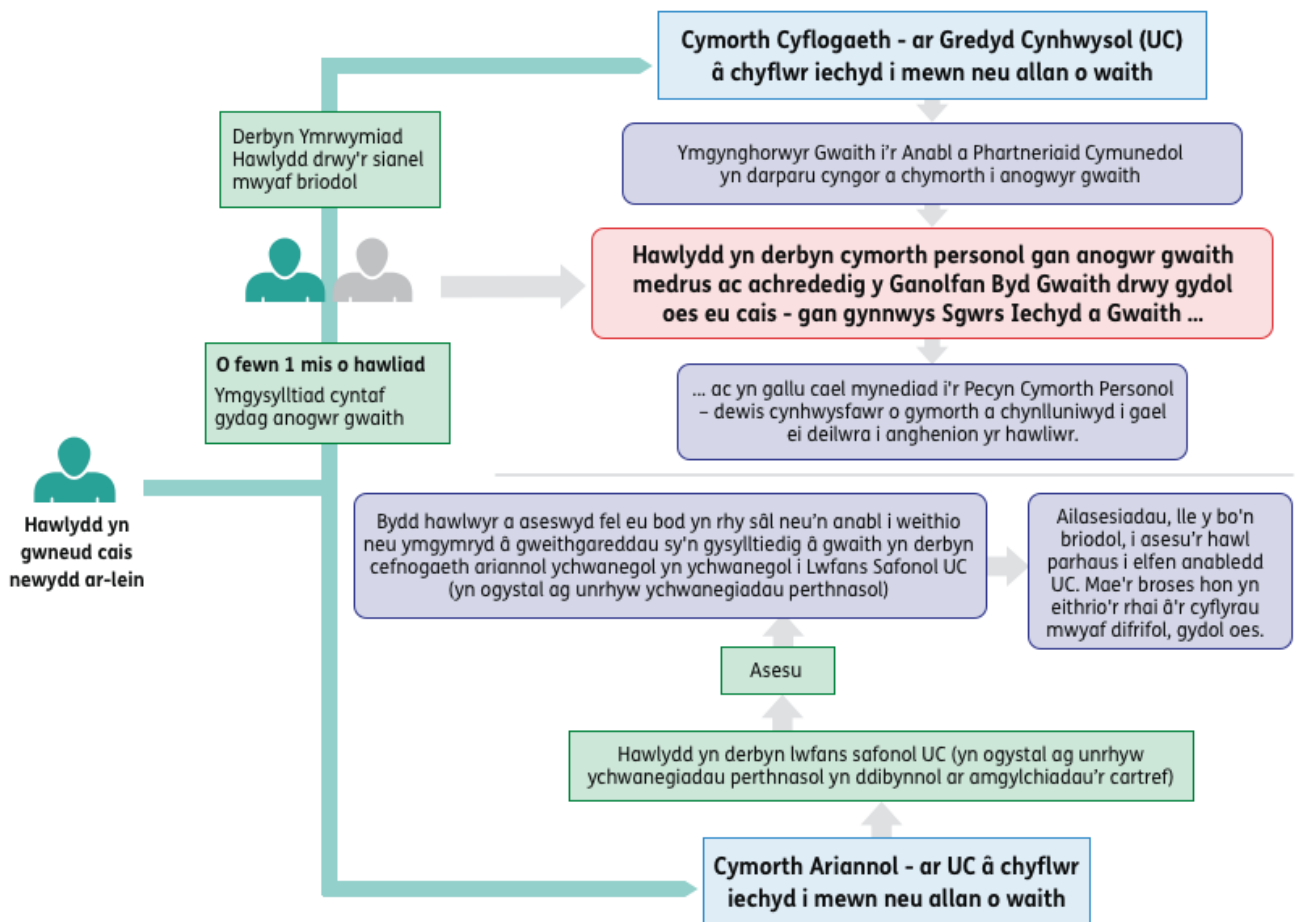 Cymorth Cyflogaeth - ar Gredyd Cynhwysol (UC)
â chyflwr iechyd i mewn neu allan o waith
Derbyn Ymrwymiad
Hawlydd drwy'r sianel
mwyaf briodol
Ymgynghorwyr Gwaith i'r Anabl a Phartneriaid Cymunedol
yn darparu cyngor a chymorth i anogwyr gwaith
Hawlydd yn derbyn cymorth personol gan anogwr gwaith
medrus ac achrededig y Ganolfan Byd Gwaith drwy gydol
oes eu cais - gan gynnwys Sgwrs Iechyd a Gwaith ...
O fewn 1 mis o hawliad
Ymgysylltiad cyntaf
gydag anogwr gwaith
... ac yn gallu cael mynediad i'r Pecyn Cymorth Personol
– dewis cynhwysfawr o gymorth a chynlluniwyd i gael
ei deilwra i anghenion yr hawliwr.
Hawlydd yn
gwneud cais
newydd ar-lein
Bydd hawlwyr a aseswyd fel eu bod yn rhy sâl neu'n anabl i weithio
neu ymgymryd â gweithgareddau sy'n gysylltiedig â gwaith yn derbyn
cefnogaeth ariannol ychwanegol yn ychwanegol i Lwfans Safonol UC
(yn ogystal ag unrhyw ychwanegiadau perthnasol)
Ailasesiadau, lle y bo'n
briodol, i asesu'r hawl
parhaus i elfen anabledd
UC. Mae'r broses hon yn
eithrio'r rhai â'r cyflyrau
mwyaf difrifol, gydol oes.
Asesu
Hawlydd yn derbyn lwfans safonol UC (yn ogystal ag unrhyw
ychwanegiadau perthnasol yn ddibynnol ar amgylchiadau'r cartref)
Cymorth Ariannol - ar UC â chyflwr
iechyd i mewn neu allan o waith